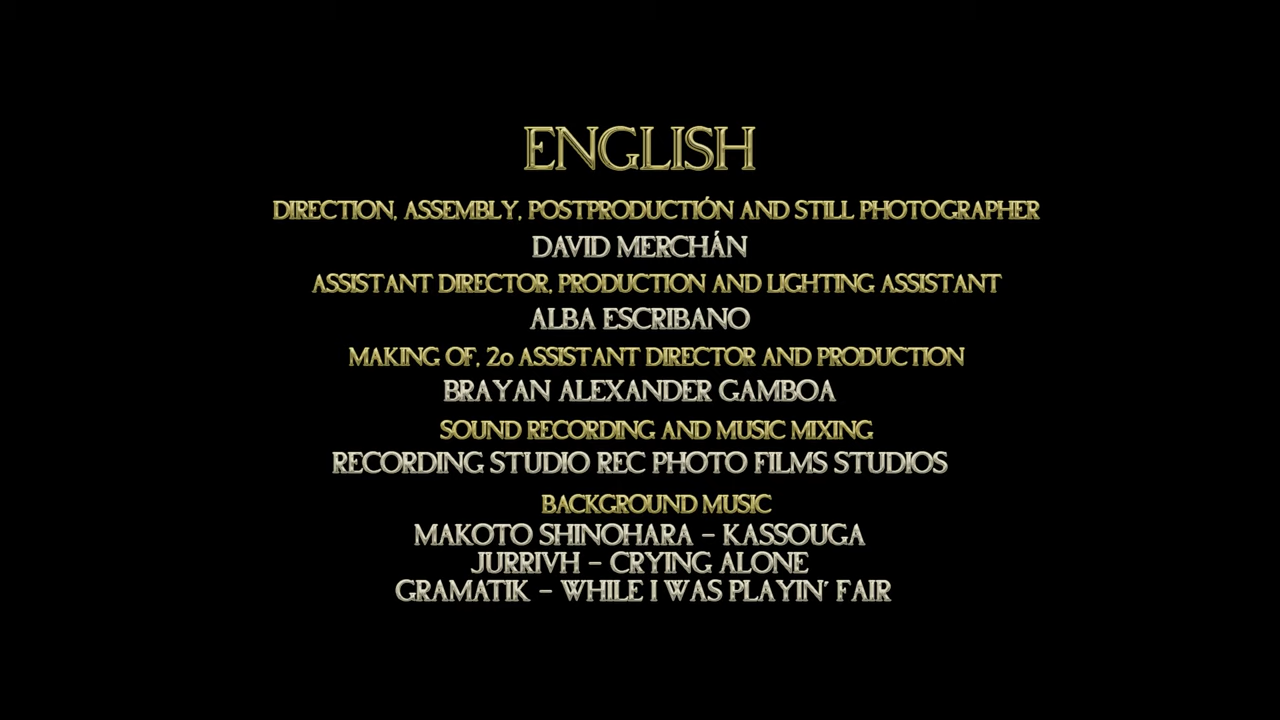 ENGLISH
DIRECTION, ASSEMBLY, POSTPRODUCTIÓN AND STILL PHOTOGRAPHER
DAVID MERCHÁN
ASSISTANT DIRECTOR, PRODUCTION AND LIGHTING ASSISTANT
ALBA ESCRIBANO
MAKING OF, 2o ASSISTANT DIRECTOR AND PRODUCTION
BRAYAN ALEXANDER GAMBOA
SOUND RECORDING AND MUSIC MIXING
RECORDING STUDIO REC PHOTO FILMS STUDIOS
BACKGROUND MUSIC
MAKOTO SHINOHARA – KASSOUGA
JURRIVH – CRYING ALONE
GRAMATIK – WHILE I WAS PLAYIN' FAIR